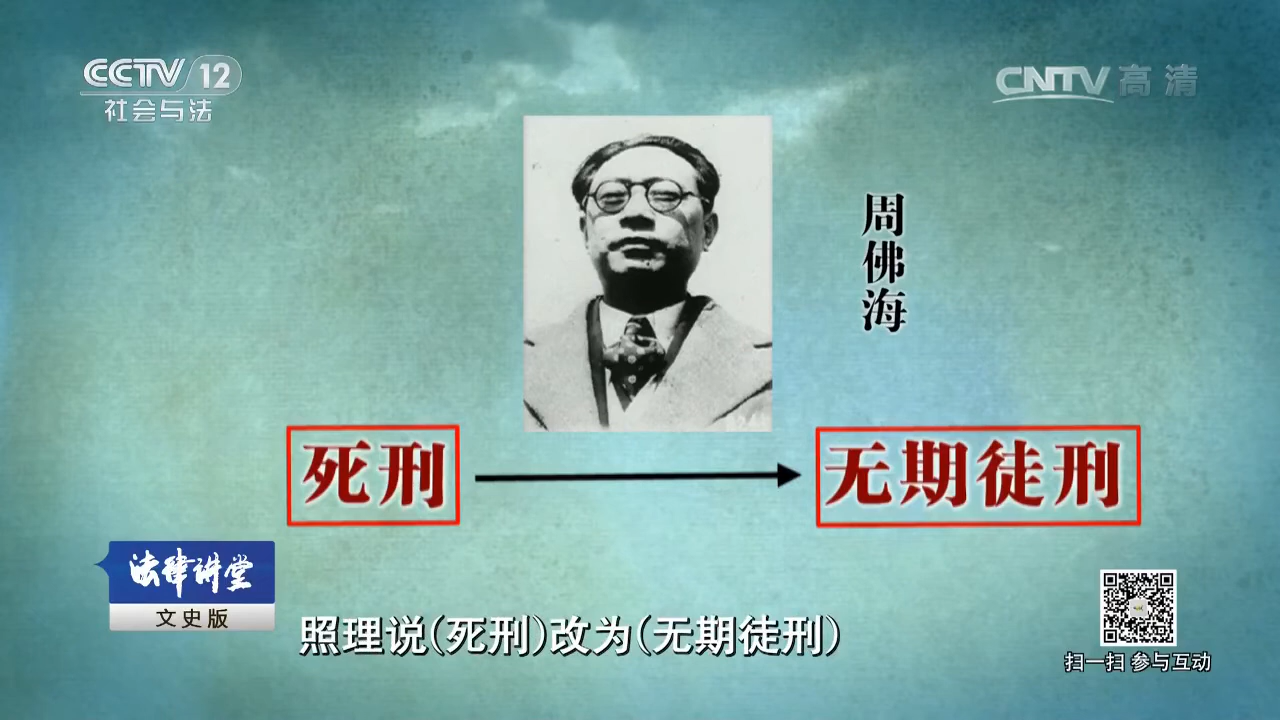 CCTV 12
社会与法
CNTV 高清
周佛海
死刑
无期徒刑
法律讲堂
文史版
照理说(死刑)改为(无期徒刑)
扫一扫 参与互动